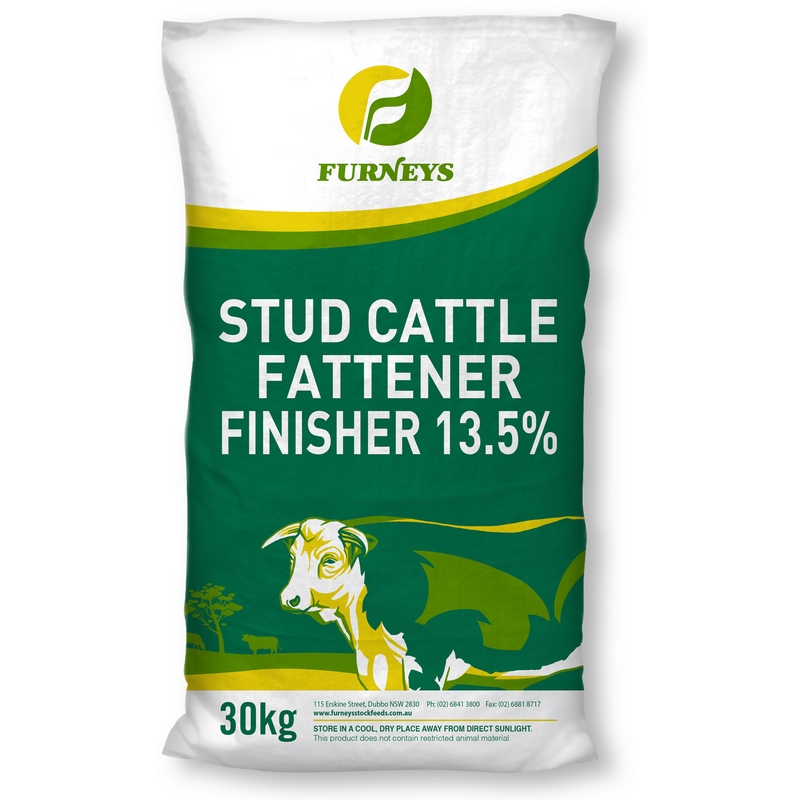 FURNEYS
STUD CATTLE
FATTENER
FINISHER 13.5%
30kg
115 Erskine Street, Dubbo NSW 2830 Ph: (02) 6841 3800 Fax: (02) 6881 8717
www.furneysstockfeeds.com.au
STORE IN A COOL, DRY PLACE AWAY FROM DIRECT SUNLIGHT.
This product does not contain restricted animal material.